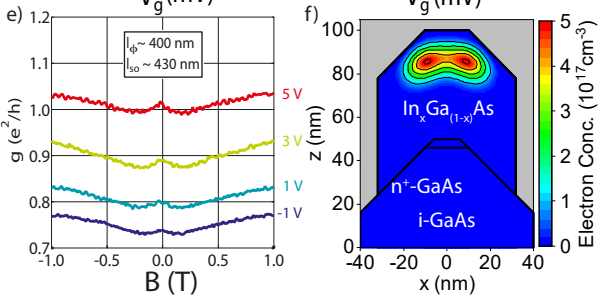 V_g (mV)
V_g (mV)
e)
1.2
1.1
1.0
0.9
0.8
0.7
g (e²/h)
l_ϕ ~ 400 nm
l_so ~ 430 nm
5 V
3 V
1 V
-1 V
-1.0
-0.5
0.0
0.5
1.0
B (T)
f)
100
80
60
40
20
0
z (nm)
In_xGa_(1-x)As
n⁺-GaAs
i-GaAs
-40
-20
0
20
40
x (nm)
5
4
3
2
1
0
Electron Conc. (10¹⁷cm⁻³)